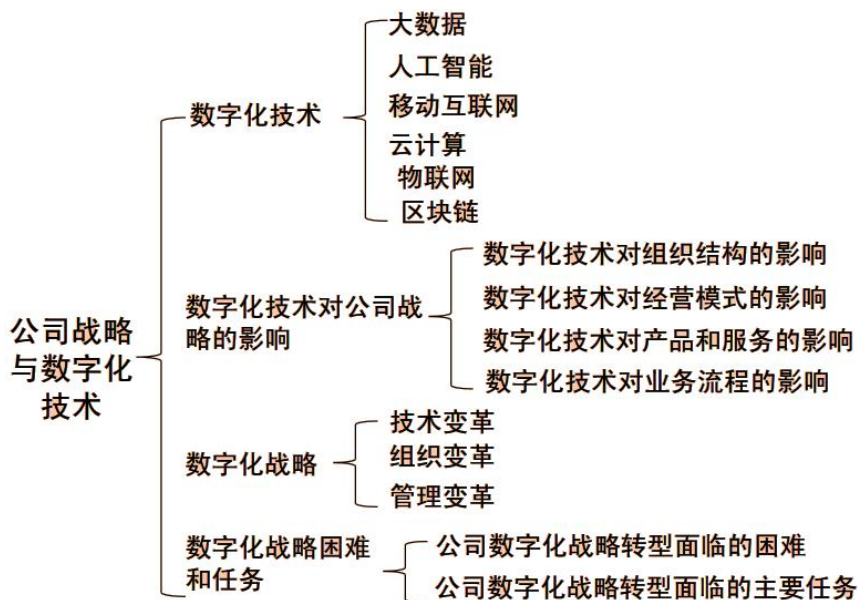 公司战略
与数字化
技术
数字化技术
大数据
人工智能
移动互联网
云计算
物联网
区块链
数字化技术对公司战
略的影响
数字化技术对组织结构的影响
数字化技术对经营模式的影响
数字化技术对产品和服务的影响
数字化技术对业务流程的影响
数字化战略
技术变革
组织变革
管理变革
数字化战略困难
和任务
公司数字化战略转型面临的困难
公司数字化战略转型面临的主要任务